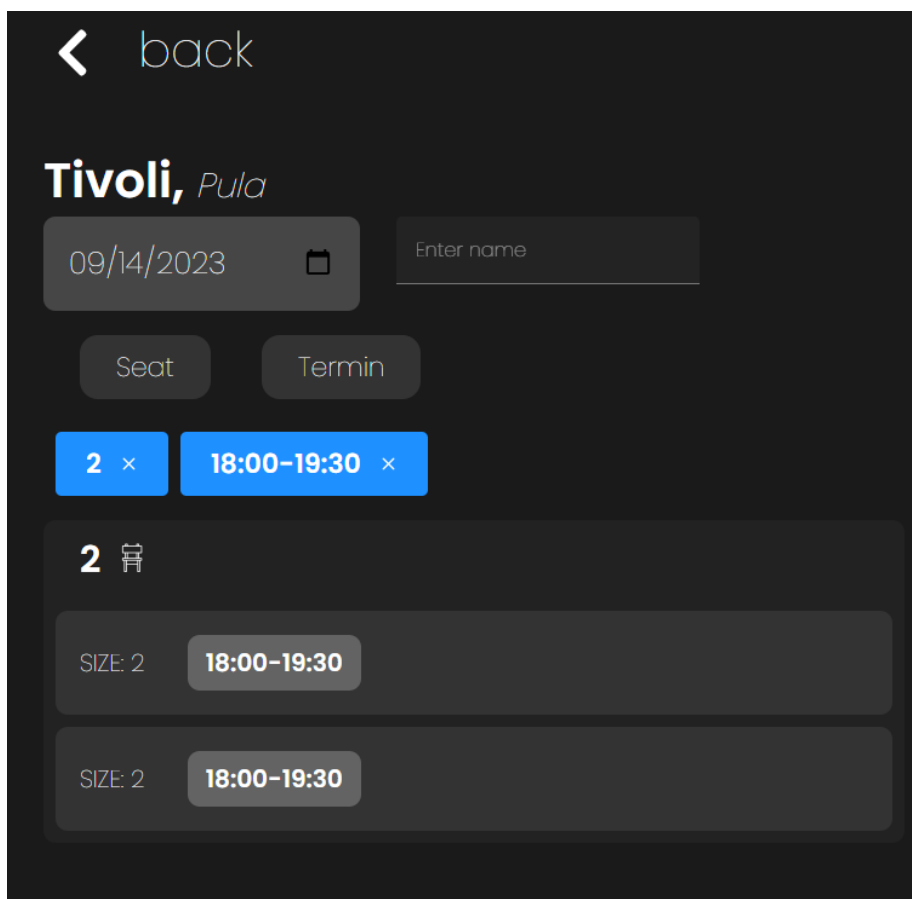 back
Tivoli, Pula
09/14/2023 Enter name
Seat Termin
2 × 18:00-19:30 ×
2
SIZE: 2 18:00-19:30
SIZE: 2 18:00-19:30